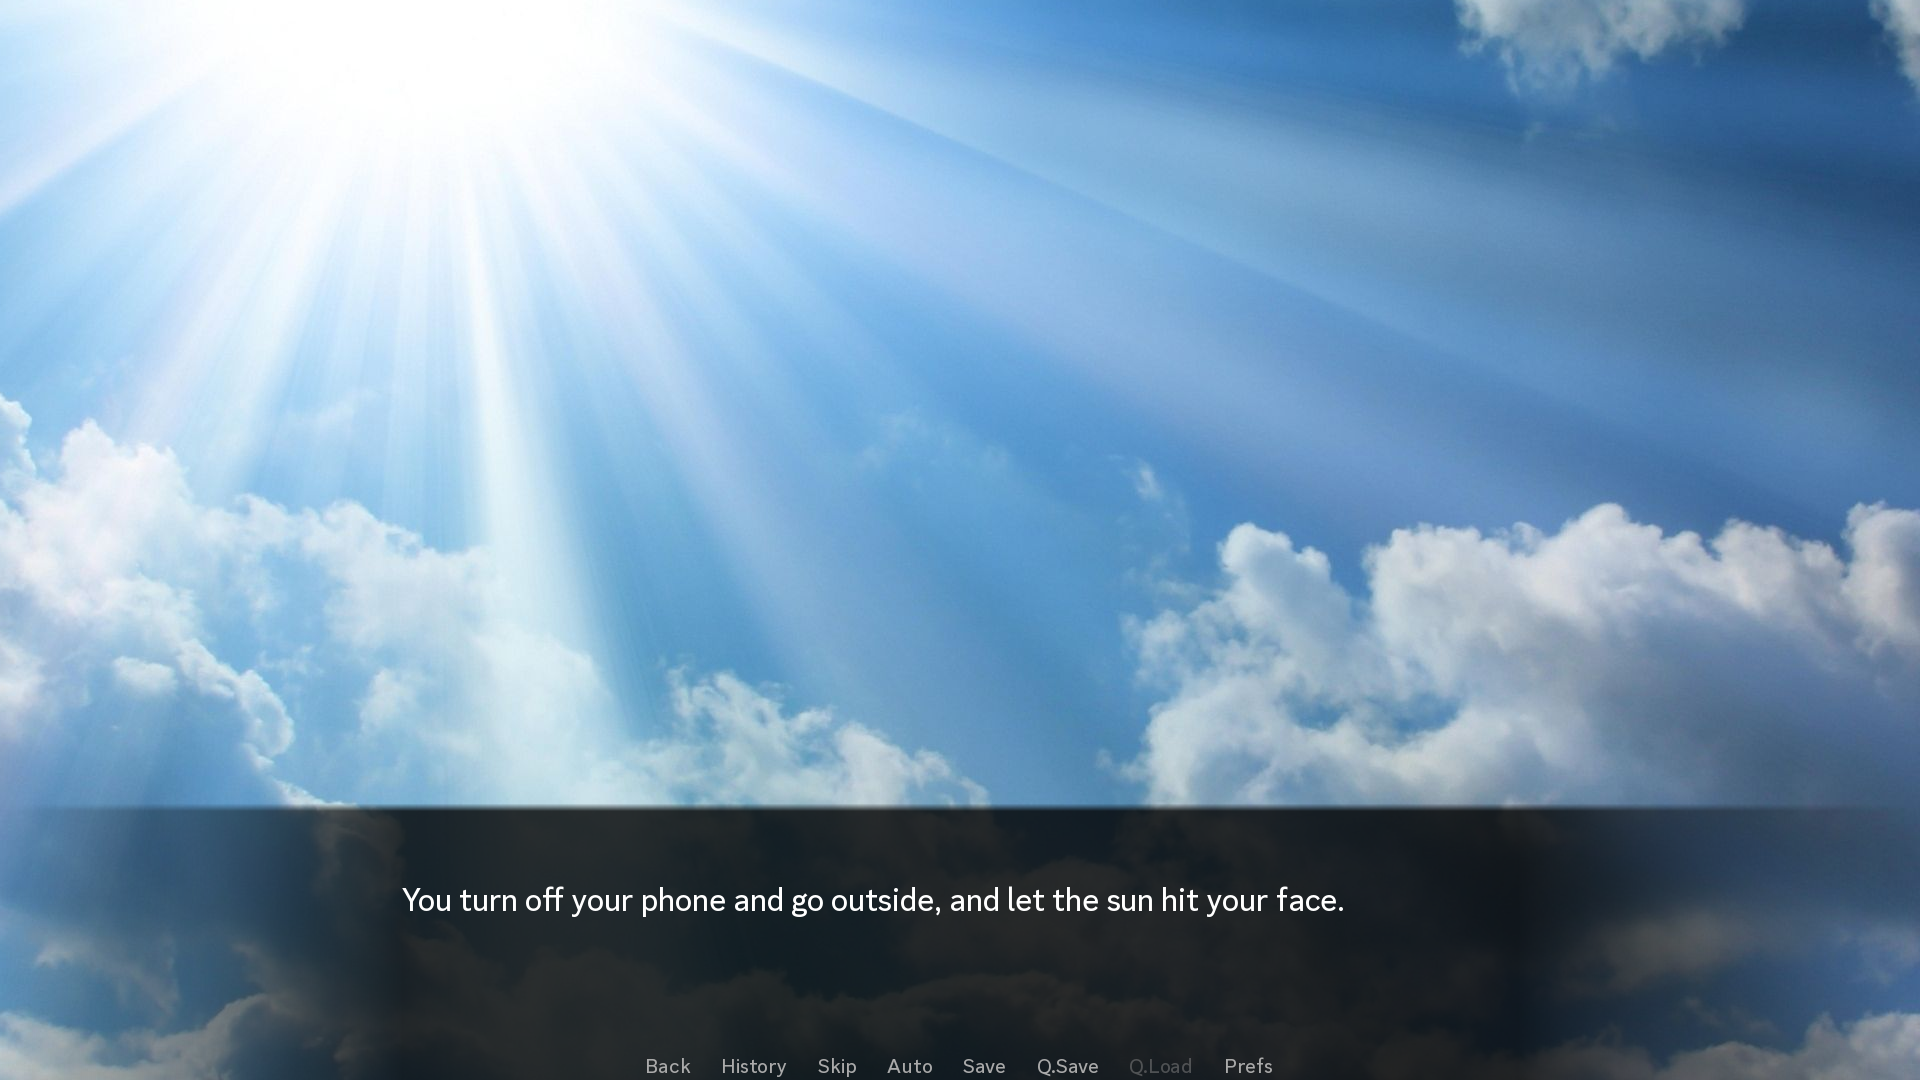 You turn off your phone and go outside, and let the sun hit your face.
Back History Skip Auto Save Q.Save Q.Load Prefs